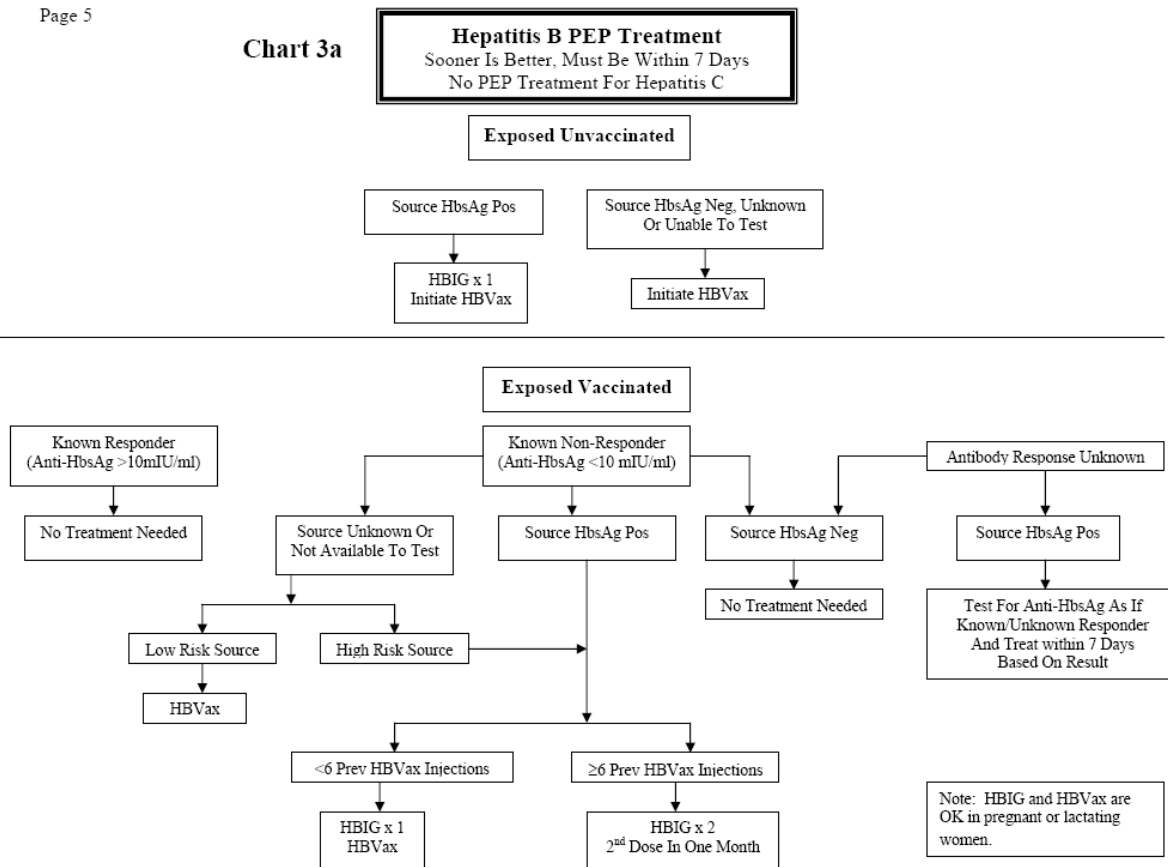 Page 5
Chart 3a
Hepatitis B PEP Treatment
Sooner Is Better, Must Be Within 7 Days
No PEP Treatment For Hepatitis C
Exposed Unvaccinated
Source HbsAg Pos
Source HbsAg Neg, Unknown
Or Unable To Test
HBIG x 1
Initiate HBVax
Initiate HBVax
Exposed Vaccinated
Known Responder
(Anti-HbsAg >10mIU/ml)
Known Non-Responder
(Anti-HbsAg <10 mIU/ml)
Antibody Response Unknown
No Treatment Needed
Source Unknown Or
Not Available To Test
Source HbsAg Pos
Source HbsAg Neg
Source HbsAg Pos
No Treatment Needed
Test For Anti-HbsAg As If
Known/Unknown Responder
And Treat within 7 Days
Based On Result
Low Risk Source
High Risk Source
HBVax
<6 Prev HBVax Injections
≥6 Prev HBVax Injections
HBIG x 1
HBVax
HBIG x 2
2nd Dose In One Month
Note: HBIG and HBVax are
OK in pregnant or lactating
women.